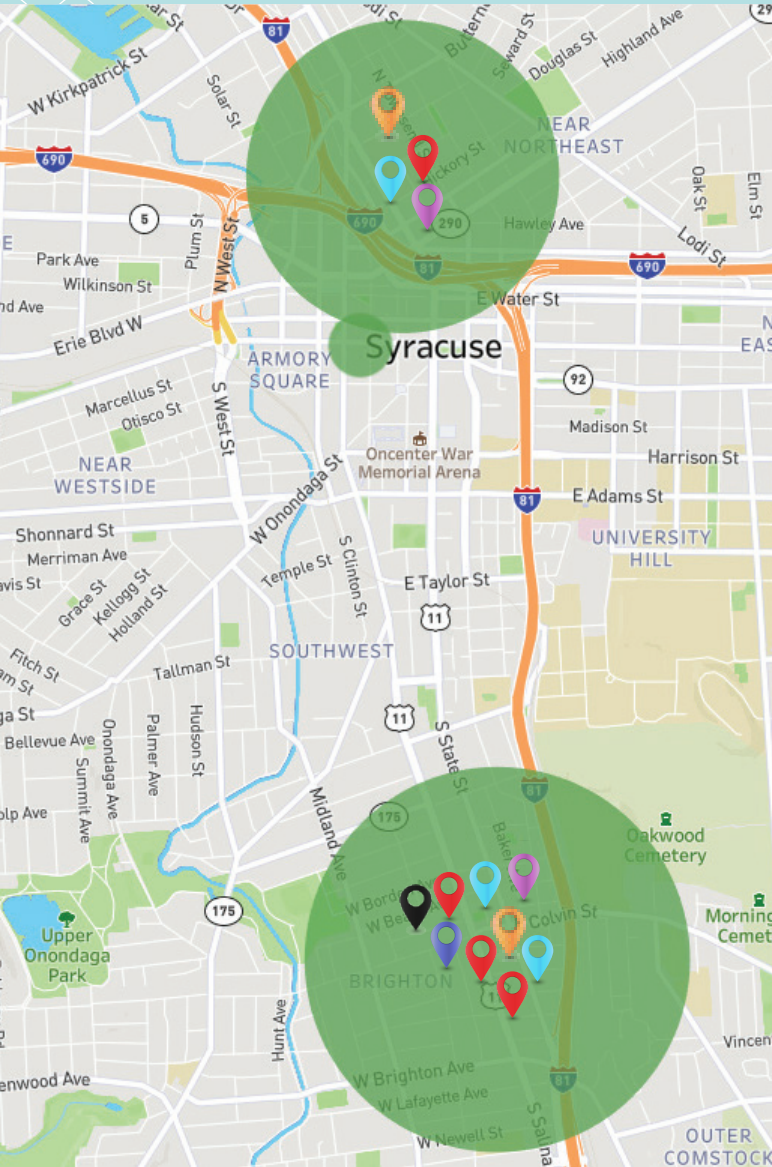 81
W Kirkpatrick St
Solar St
Seward St
Douglas St
Highland Ave
NEAR
NORTHEAST
Hickory St
690
5
Plum St
N West St
690
290
Hawley Ave
Oak St
Elm St
Lodi St
Park Ave
Wilkinson St
81
690
E Water St
Erie Blvd W
Syracuse
ARMORY
SQUARE
92
Marcellus St
Otisco St
S West St
Madison St
Oncenter War
Memorial Arena
Harrison St
NEAR
WESTSIDE
W Onondaga St
81
E Adams St
Shonnard St
Merriman Ave
UNIVERSITY
HILL
S Clinton St
Temple St
E Taylor St
Grace St
Kellogg St
Holland St
11
SOUTHWEST
Fitch St
Tallman St
11
Bellevue Ave
Onondaga Ave
Summit Ave
Palmer Ave
Hudson St
S State St
81
Midland Ave
175
Oakwood
Cemetery
175
Colvin St
Upper
Onondaga
Park
BRIGHTON
Hunt Ave
W Brighton Ave
81
W Lafayette Ave
W Newell St
S Salina
OUTER
COMSTOCK